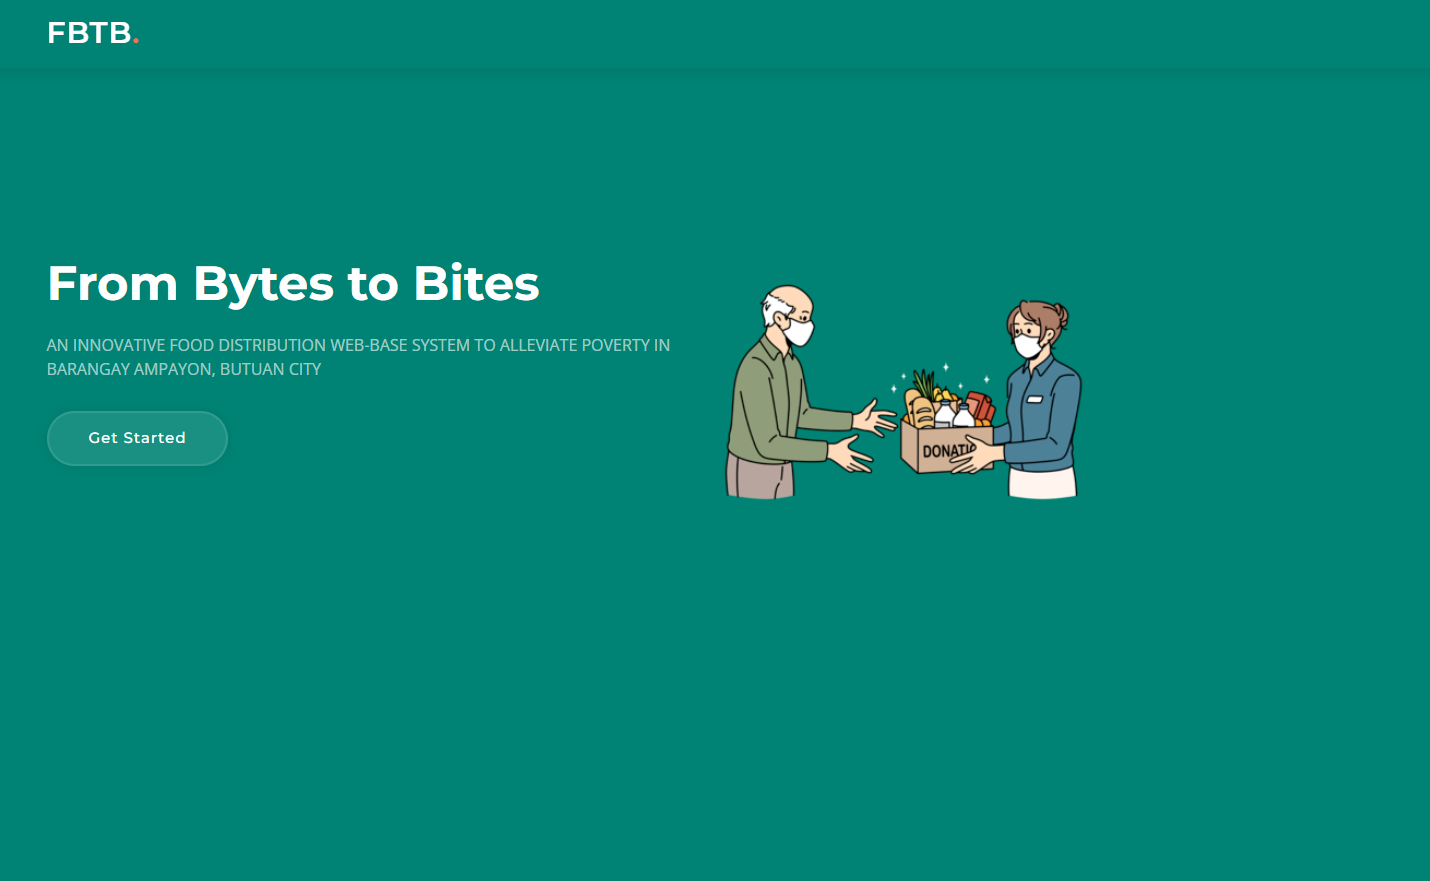 FBTB.
From Bytes to Bites
AN INNOVATIVE FOOD DISTRIBUTION WEB-BASE SYSTEM TO ALLEVIATE POVERTY IN
BARANGAY AMPAYON, BUTUAN CITY
Get Started
DONATIO